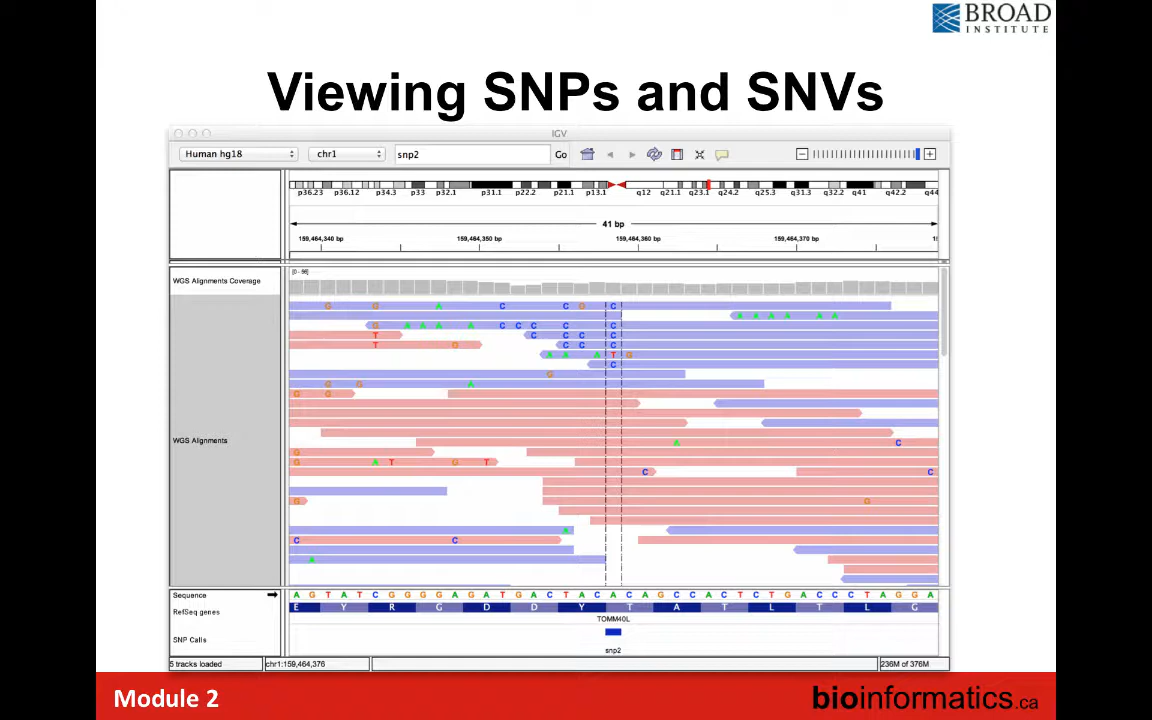 BROAD
INSTITUTE
Viewing SNPs and SNVs
IGV
Human hg18 chr1 snp2 Go
p36.23 p36.12 p34.3 p33 p32.1 p31.1 p22.2 p21.1 p13.1 q12 q21.1 q23.1 q24.2 q25.3 q31.3 q32.2 q41 q42.2 q44
41 bp
159,464,340 bp 159,464,350 bp 159,464,360 bp 159,464,370 bp
WGS Alignments Coverage
[0 - 56]
G G A C C G C
A A A A A A
G A A A A C C C C C
T C C C C
T G C C C
A A A T G
C
G
G G A
G G
WGS Alignments
A C
G
G A T G T
C C
G G
A
C C
A
Sequence A G T A T C G G G G A G A T G A C T A C A C A G C C A C T C T G A C C C T A G G A
RefSeq genes E Y R G D D Y T A T L T L G
TOMM40L
SNP Calls
snp2
5 tracks loaded chr1:159,464,376 236M of 376M
Module 2
bioinformatics.ca